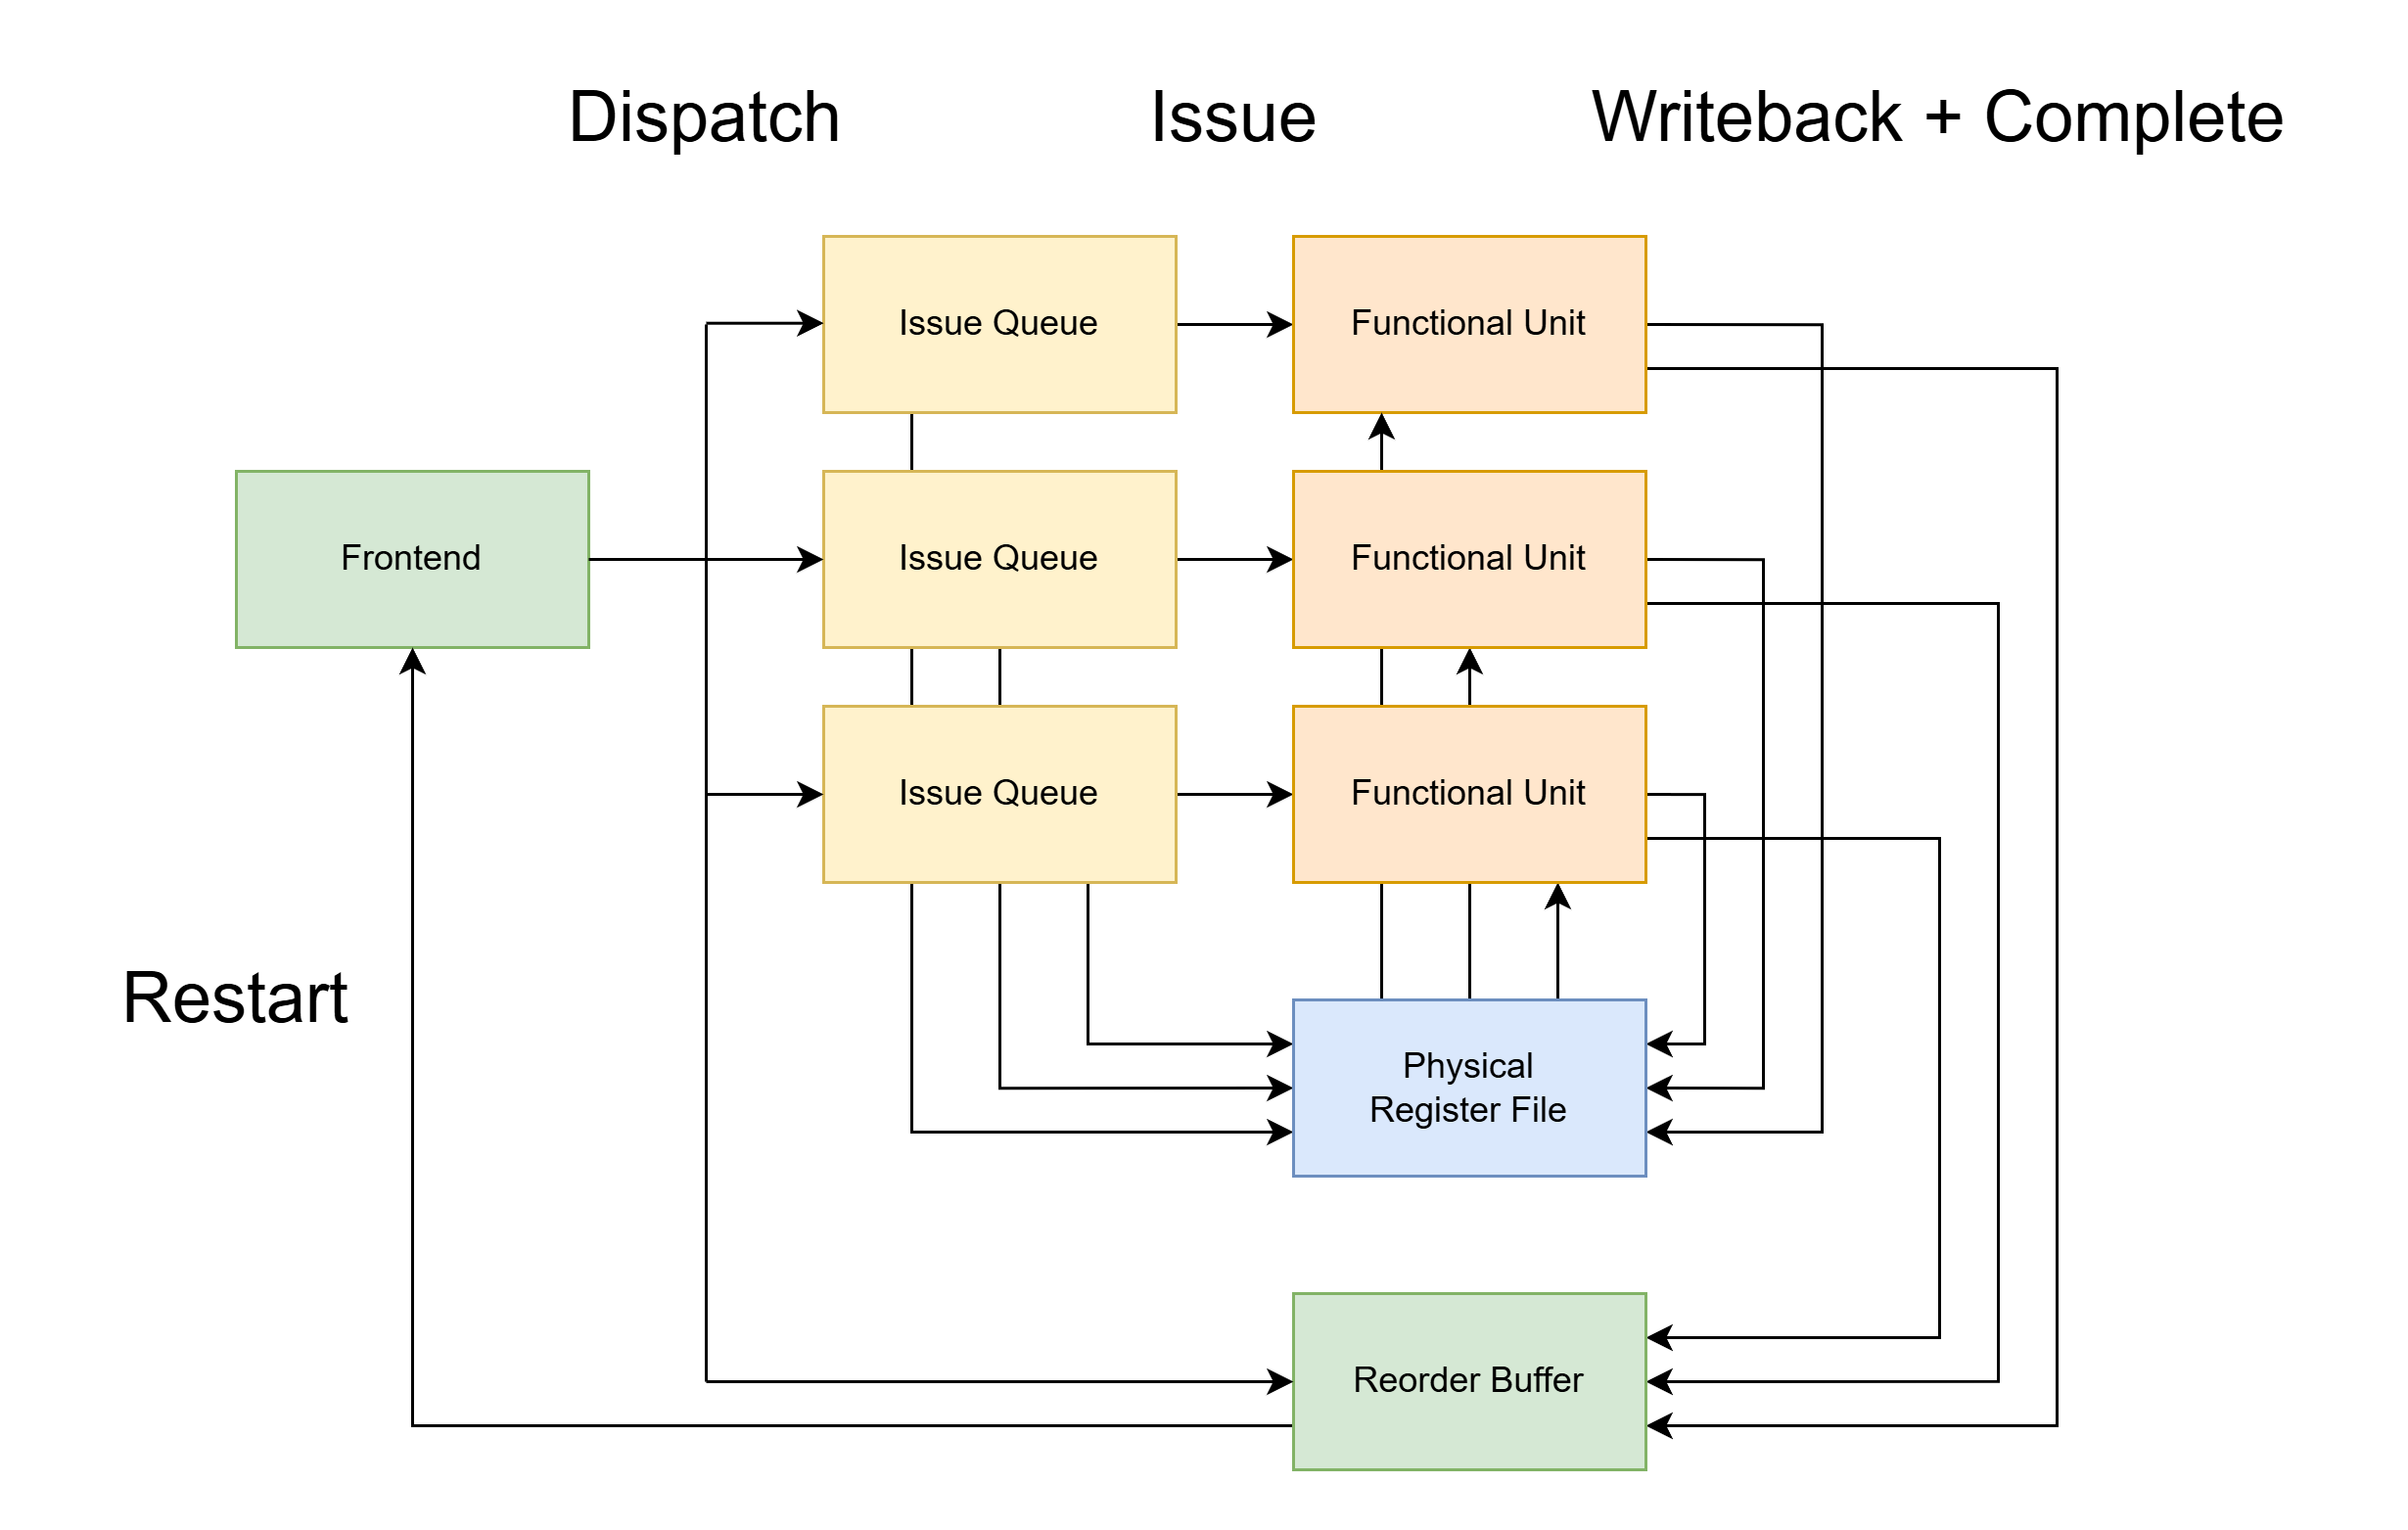 Dispatch
Issue
Writeback + Complete
Issue Queue
Functional Unit
Frontend
Issue Queue
Functional Unit
Issue Queue
Functional Unit
Restart
Physical
Register File
Reorder Buffer